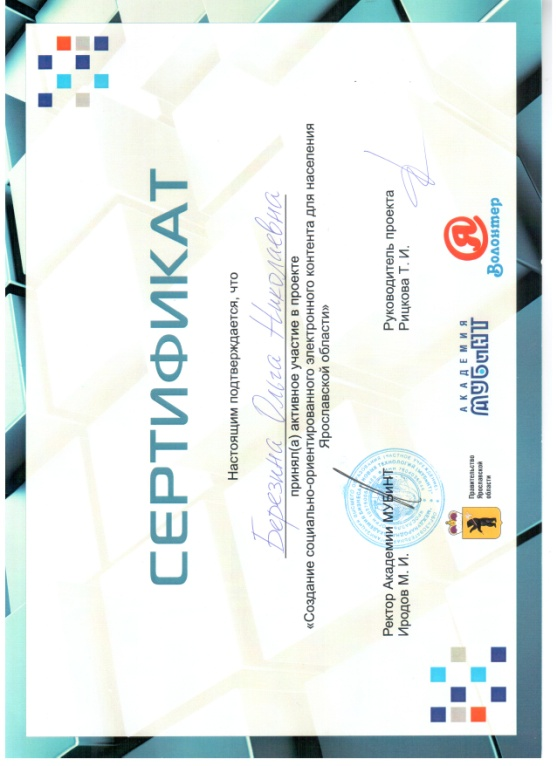 СЕРТИФИКАТ
Настоящим подтверждается, что
Березина Ольга Николаевна
принял(а) активное участие в проекте
«Создание социально-ориентированного электронного контента для населения
Ярославской области»
Ректор Академии МУБиНТ
Иродов М. И.
Руководитель проекта
Рицкова Т. И.
Правительство
Ярославской
области
АКАДЕМИЯ
МУБиНТ
Я
Волонтер